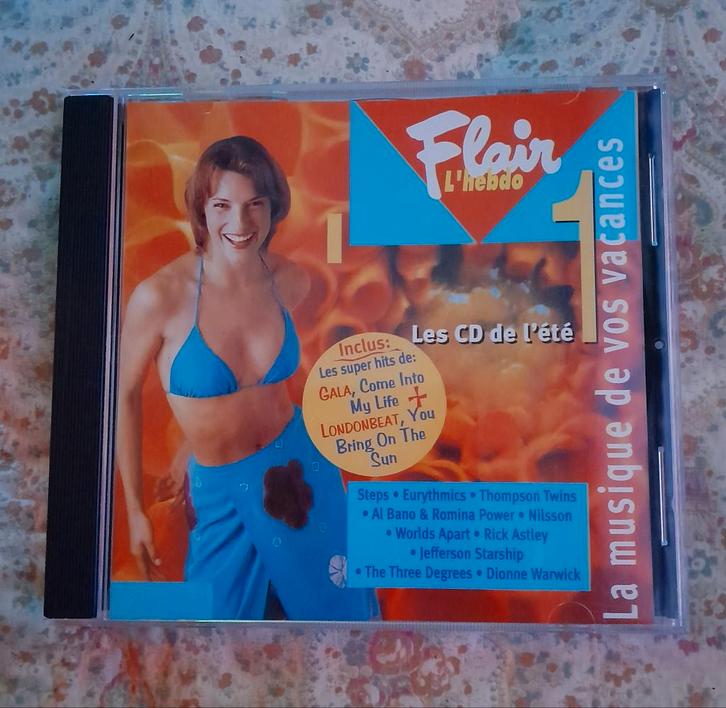 Flair
L'hebdo
1
Les CD de l'été
La musique de vos vacances
Inclus:
Les super hits de:
GALA, Come Into
My Life +
LONDONBEAT, You
Bring On The
Sun
Steps • Eurythmics • Thompson Twins
• Al Bano & Romina Power • Nilsson
• Worlds Apart • Rick Astley
• Jefferson Starship
• The Three Degrees • Dionne Warwick